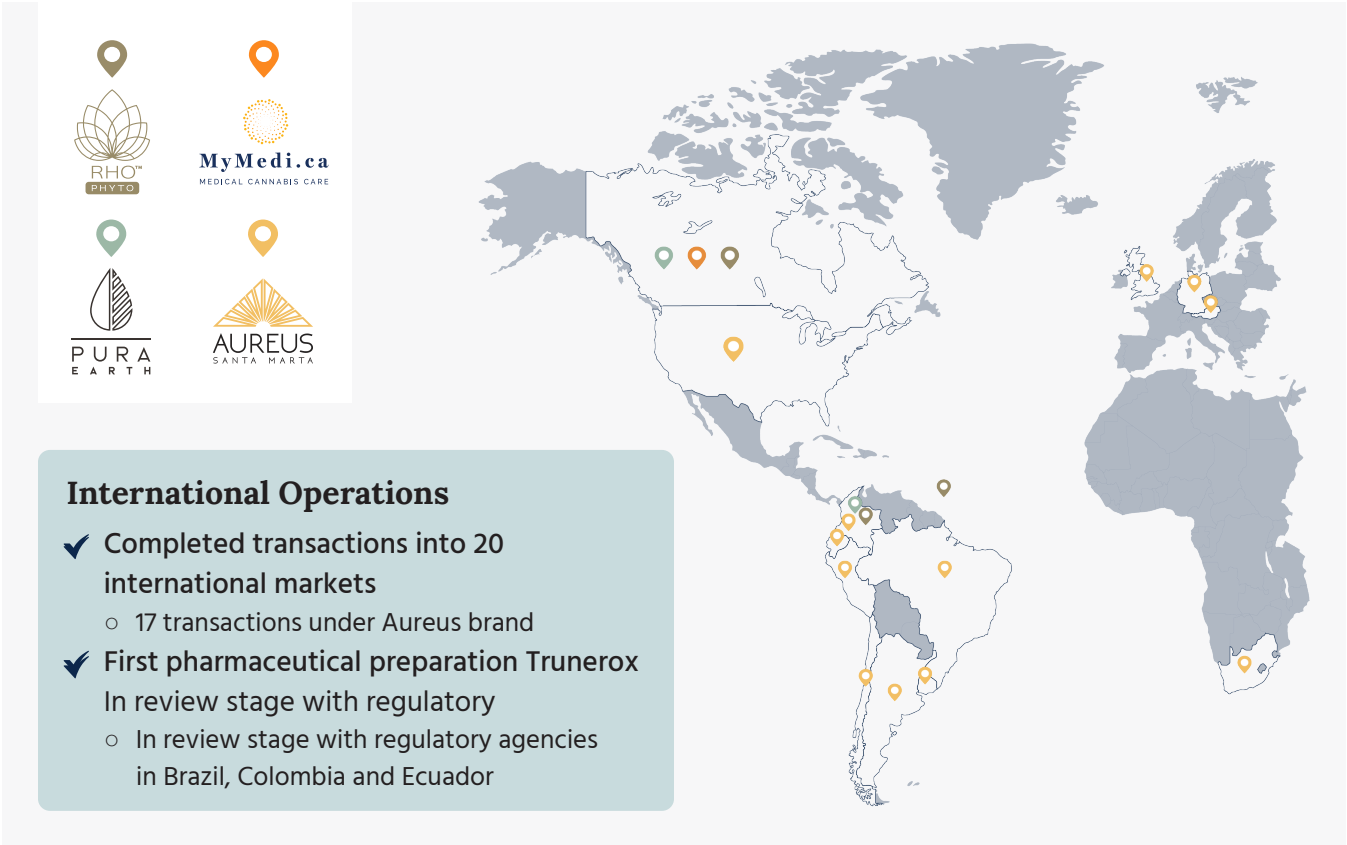 RHO™
PHYTO
MyMedi.ca
MEDICAL CANNABIS CARE
PURA
EARTH
AUREUS
SANTA MARTA
International Operations
Completed transactions into 20
international markets
17 transactions under Aureus brand
First pharmaceutical preparation Trunerox
In review stage with regulatory
In review stage with regulatory agencies
in Brazil, Colombia and Ecuador